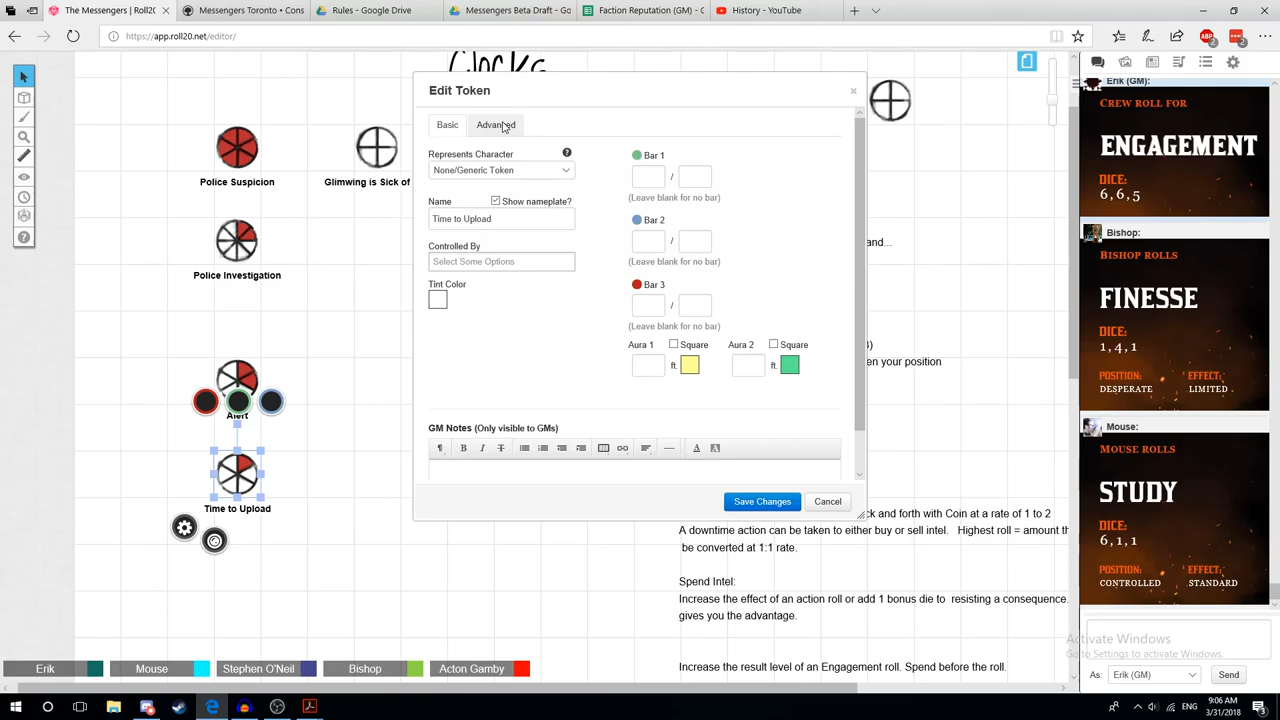 The Messengers | Roll20
Messengers Toronto • Cons
Rules - Google Drive
Messengers Beta Draft - Go
Faction Reputation (GM) -
History - YouTube
https://app.roll20.net/editor/
ABP
2
2
Clocks
Police Suspicion
Glimwing is Sick of
Police Investigation
Alert
Time to Upload
Edit Token
Basic
Advanced
Represents Character
None/Generic Token
Name
Show nameplate?
Time to Upload
Controlled By
Select Some Options
Tint Color
Bar 1
/
(Leave blank for no bar)
Bar 2
/
(Leave blank for no bar)
Bar 3
/
(Leave blank for no bar)
Aura 1
Square
Aura 2
Square
ft.
ft.
GM Notes (Only visible to GMs)
Save Changes
Cancel
and...
en your position
ck and forth with Coin at a rate of 1 to 2
A downtime action can be taken to either buy or sell intel. Highest roll = amount th
be converted at 1:1 rate.
Spend Intel:
Increase the effect of an action roll or add 1 bonus die to resisting a consequence.
gives you the advantage.
Increase the result level of an Engagement roll. Spend before the roll.
Erik
Mouse
Stephen O'Neil
Bishop
Acton Gamby
Erik (GM):
CREW ROLL FOR
ENGAGEMENT
DICE:
6,6,5
Bishop:
BISHOP ROLLS
FINESSE
DICE:
1,4,1
POSITION:
EFFECT:
DESPERATE
LIMITED
Mouse:
MOUSE ROLLS
STUDY
DICE:
6,1,1
POSITION:
EFFECT:
CONTROLLED
STANDARD
Activate Windows
Go to Settings to activate Windows.
As:
Erik (GM)
Send
9:06 AM
3/31/2018
3